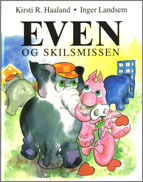 Kirsti R. Haaland • Inger Landsem
EVEN
OG SKILSMISSEN